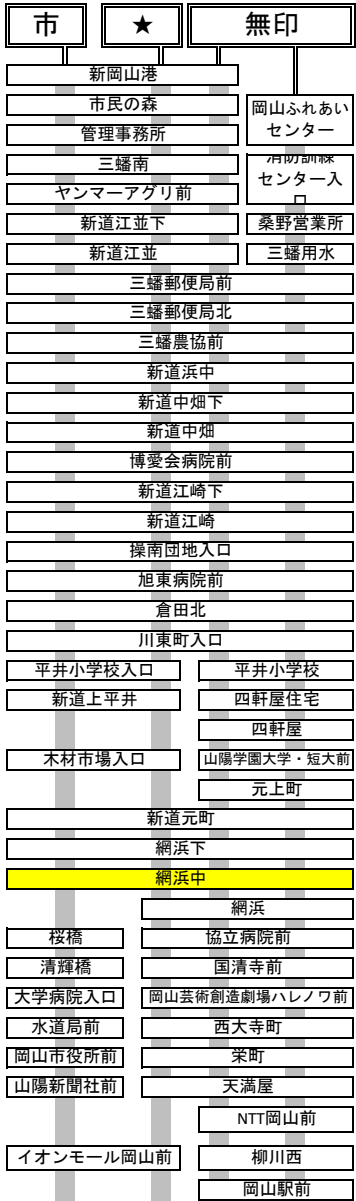 市 ★ 無印
新岡山港
市民の森
岡山ふれあい
センター
管理事務所
三蟠南
消防訓練
センター入
口
ヤンマーアグリ前
新道江並下 桑野営業所
新道江並 三蟠用水
三蟠郵便局前
三蟠郵便局北
三蟠農協前
新道浜中
新道中畑下
新道中畑
博愛会病院前
新道江崎下
新道江崎
操南団地入口
旭東病院前
倉田北
川東町入口
平井小学校入口 平井小学校
新道上平井 四軒屋住宅
四軒屋
木材市場入口 山陽学園大学・短大前
元上町
新道元町
網浜下
網浜中
網浜
桜橋 協立病院前
清輝橋 国清寺前
大学病院入口 岡山芸術創造劇場ハレノワ前
水道局前 西大寺町
岡山市役所前 栄町
山陽新聞社前 天満屋
NTT岡山前
イオンモール岡山前 柳川西
岡山駅前